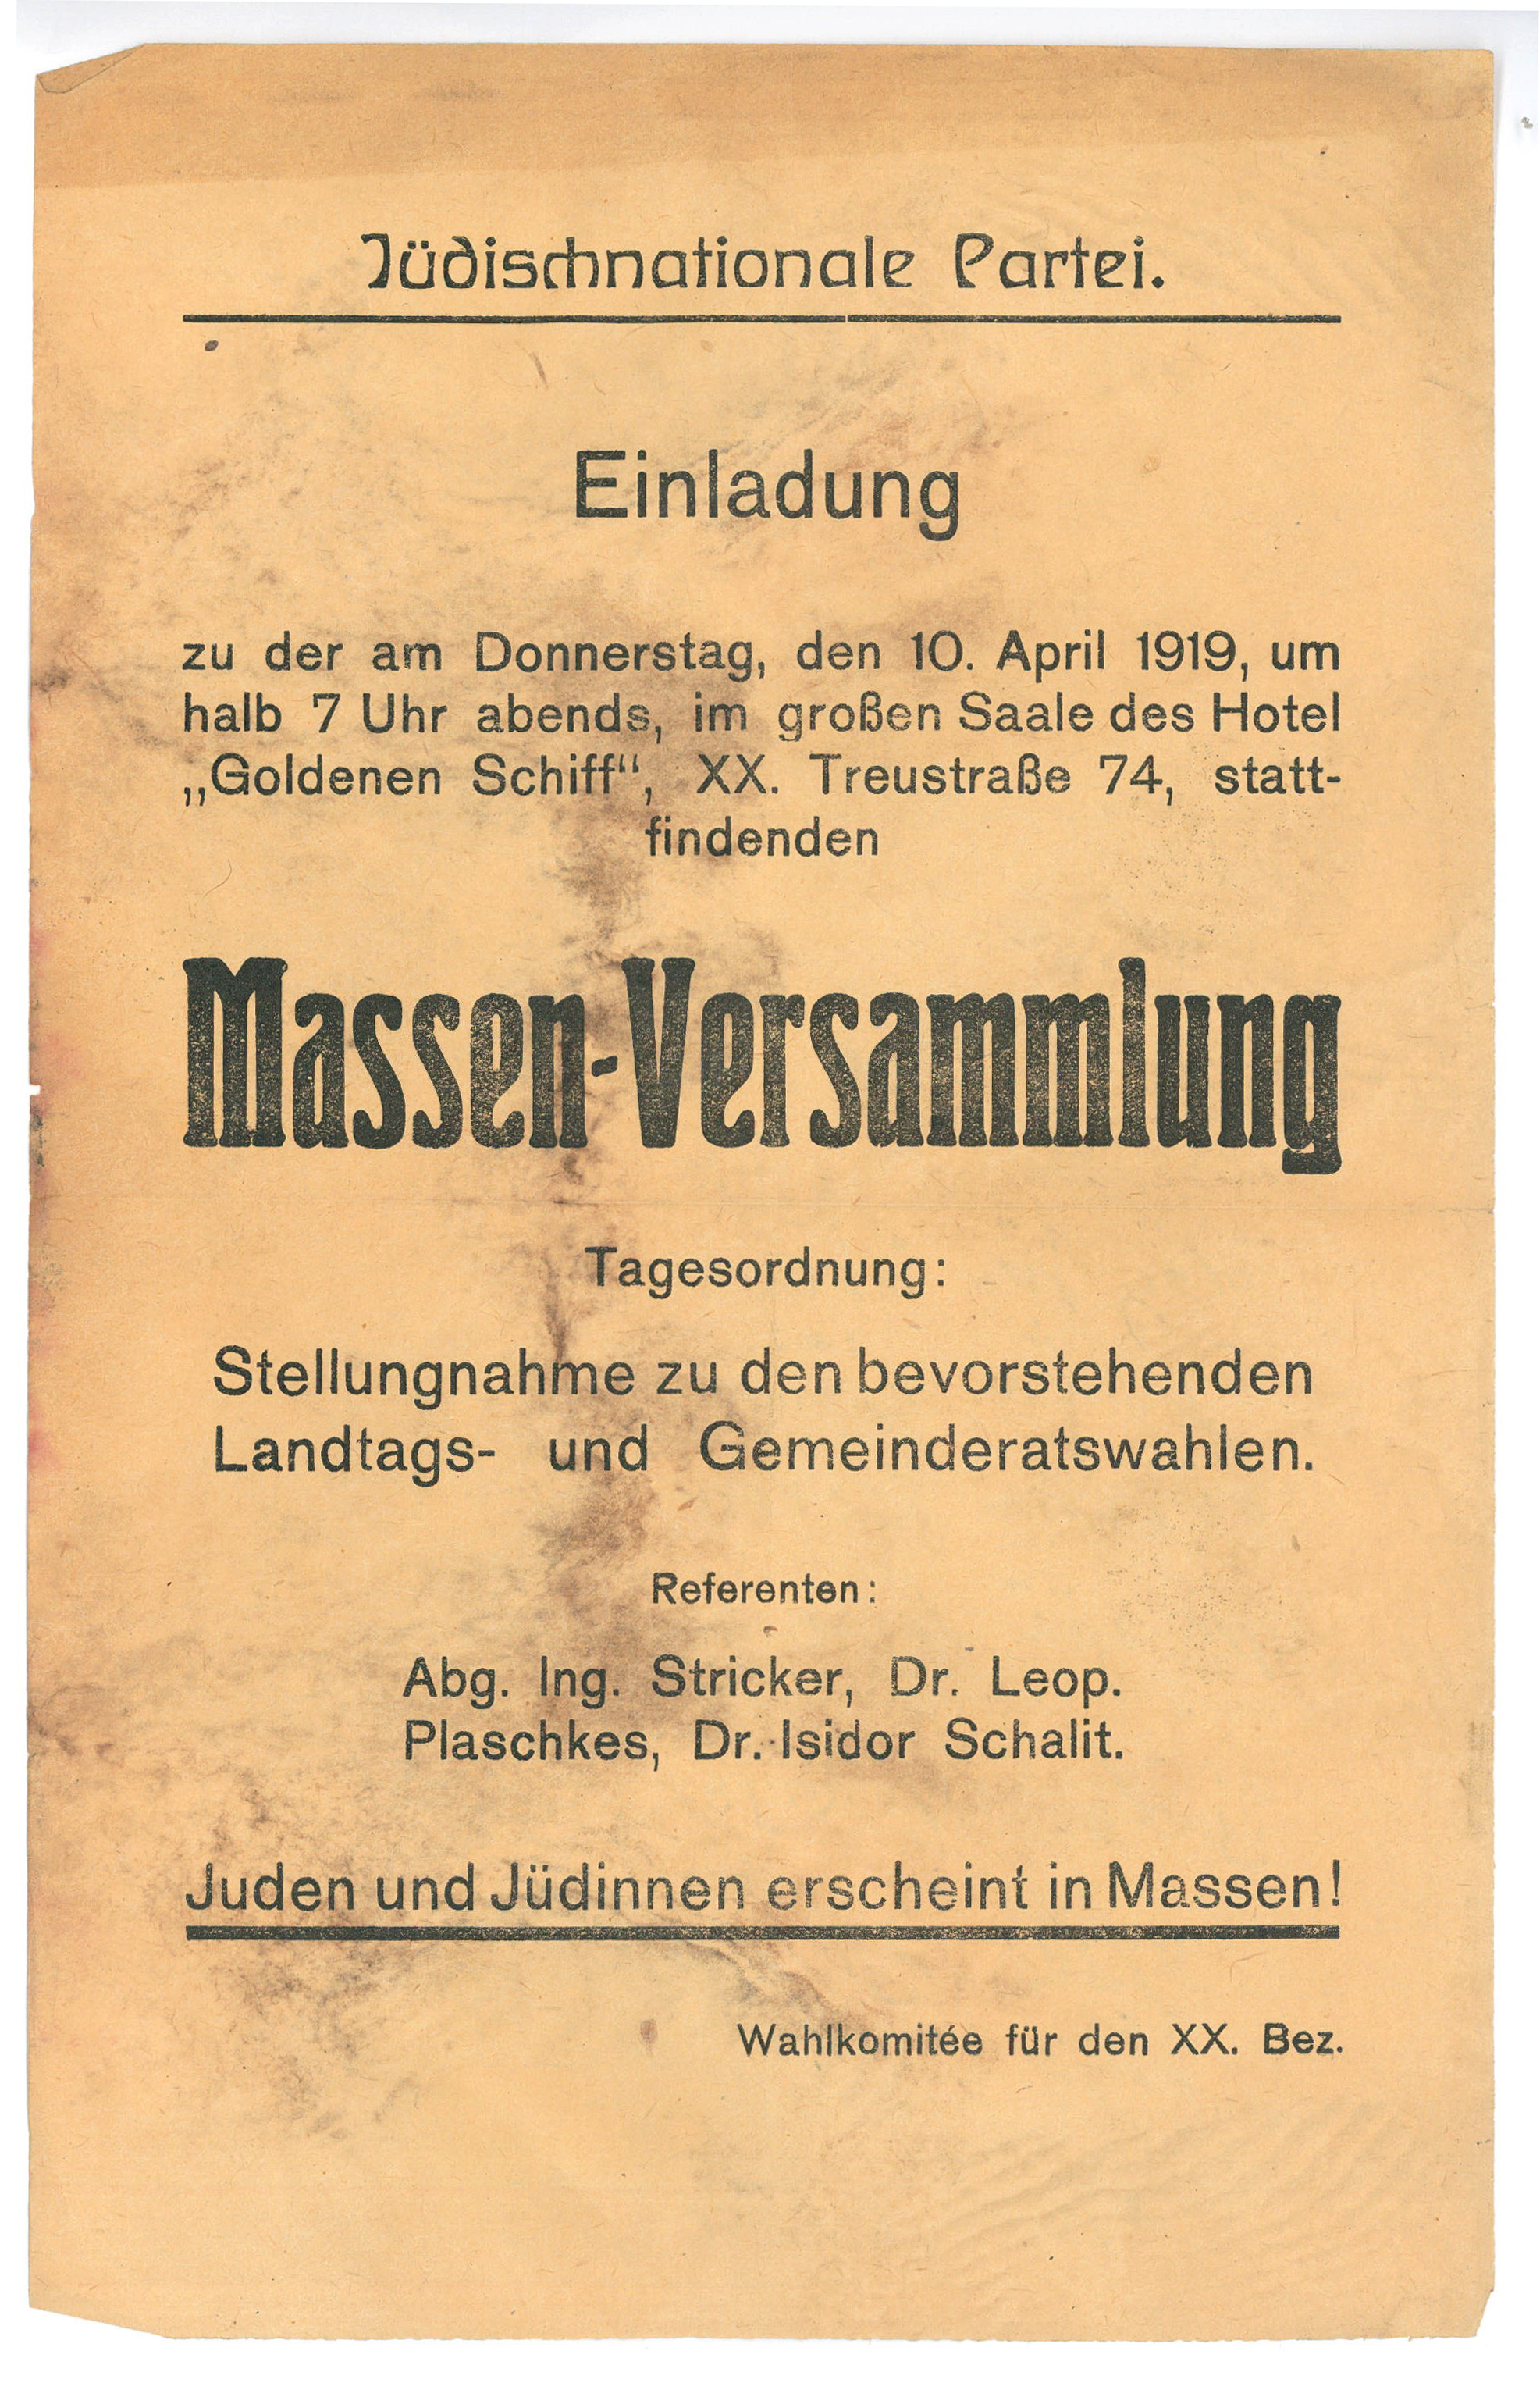 Jüdischnationale Partei.
Einladung
zu der am Donnerstag, den 10. April 1919, um
halb 7 Uhr abends, im großen Saale des Hotel
„Goldenen Schiff“, XX. Treustraße 74, statt-
findenden
Massen-Versammlung
Tagesordnung:
Stellungnahme zu den bevorstehenden
Landtags- und Gemeinderatswahlen.
Referenten:
Abg. Ing. Stricker, Dr. Leop.
Plaschkes, Dr. Isidor Schalit.
Juden und Jüdinnen erscheint in Massen!
Wahlkomitée für den XX. Bez.